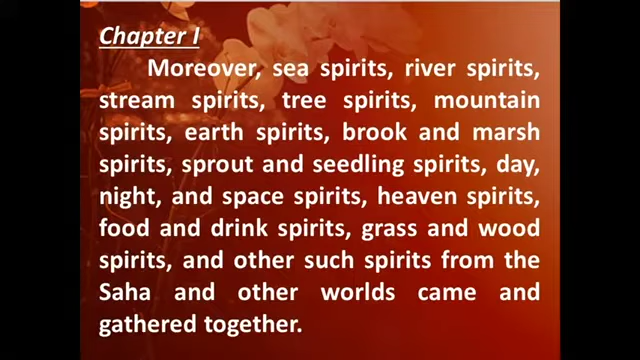 Chapter I
Moreover, sea spirits, river spirits,
stream spirits, tree spirits, mountain
spirits, earth spirits, brook and marsh
spirits, sprout and seedling spirits, day,
night, and space spirits, heaven spirits,
food and drink spirits, grass and wood
spirits, and other such spirits from the
Saha and other worlds came and
gathered together.